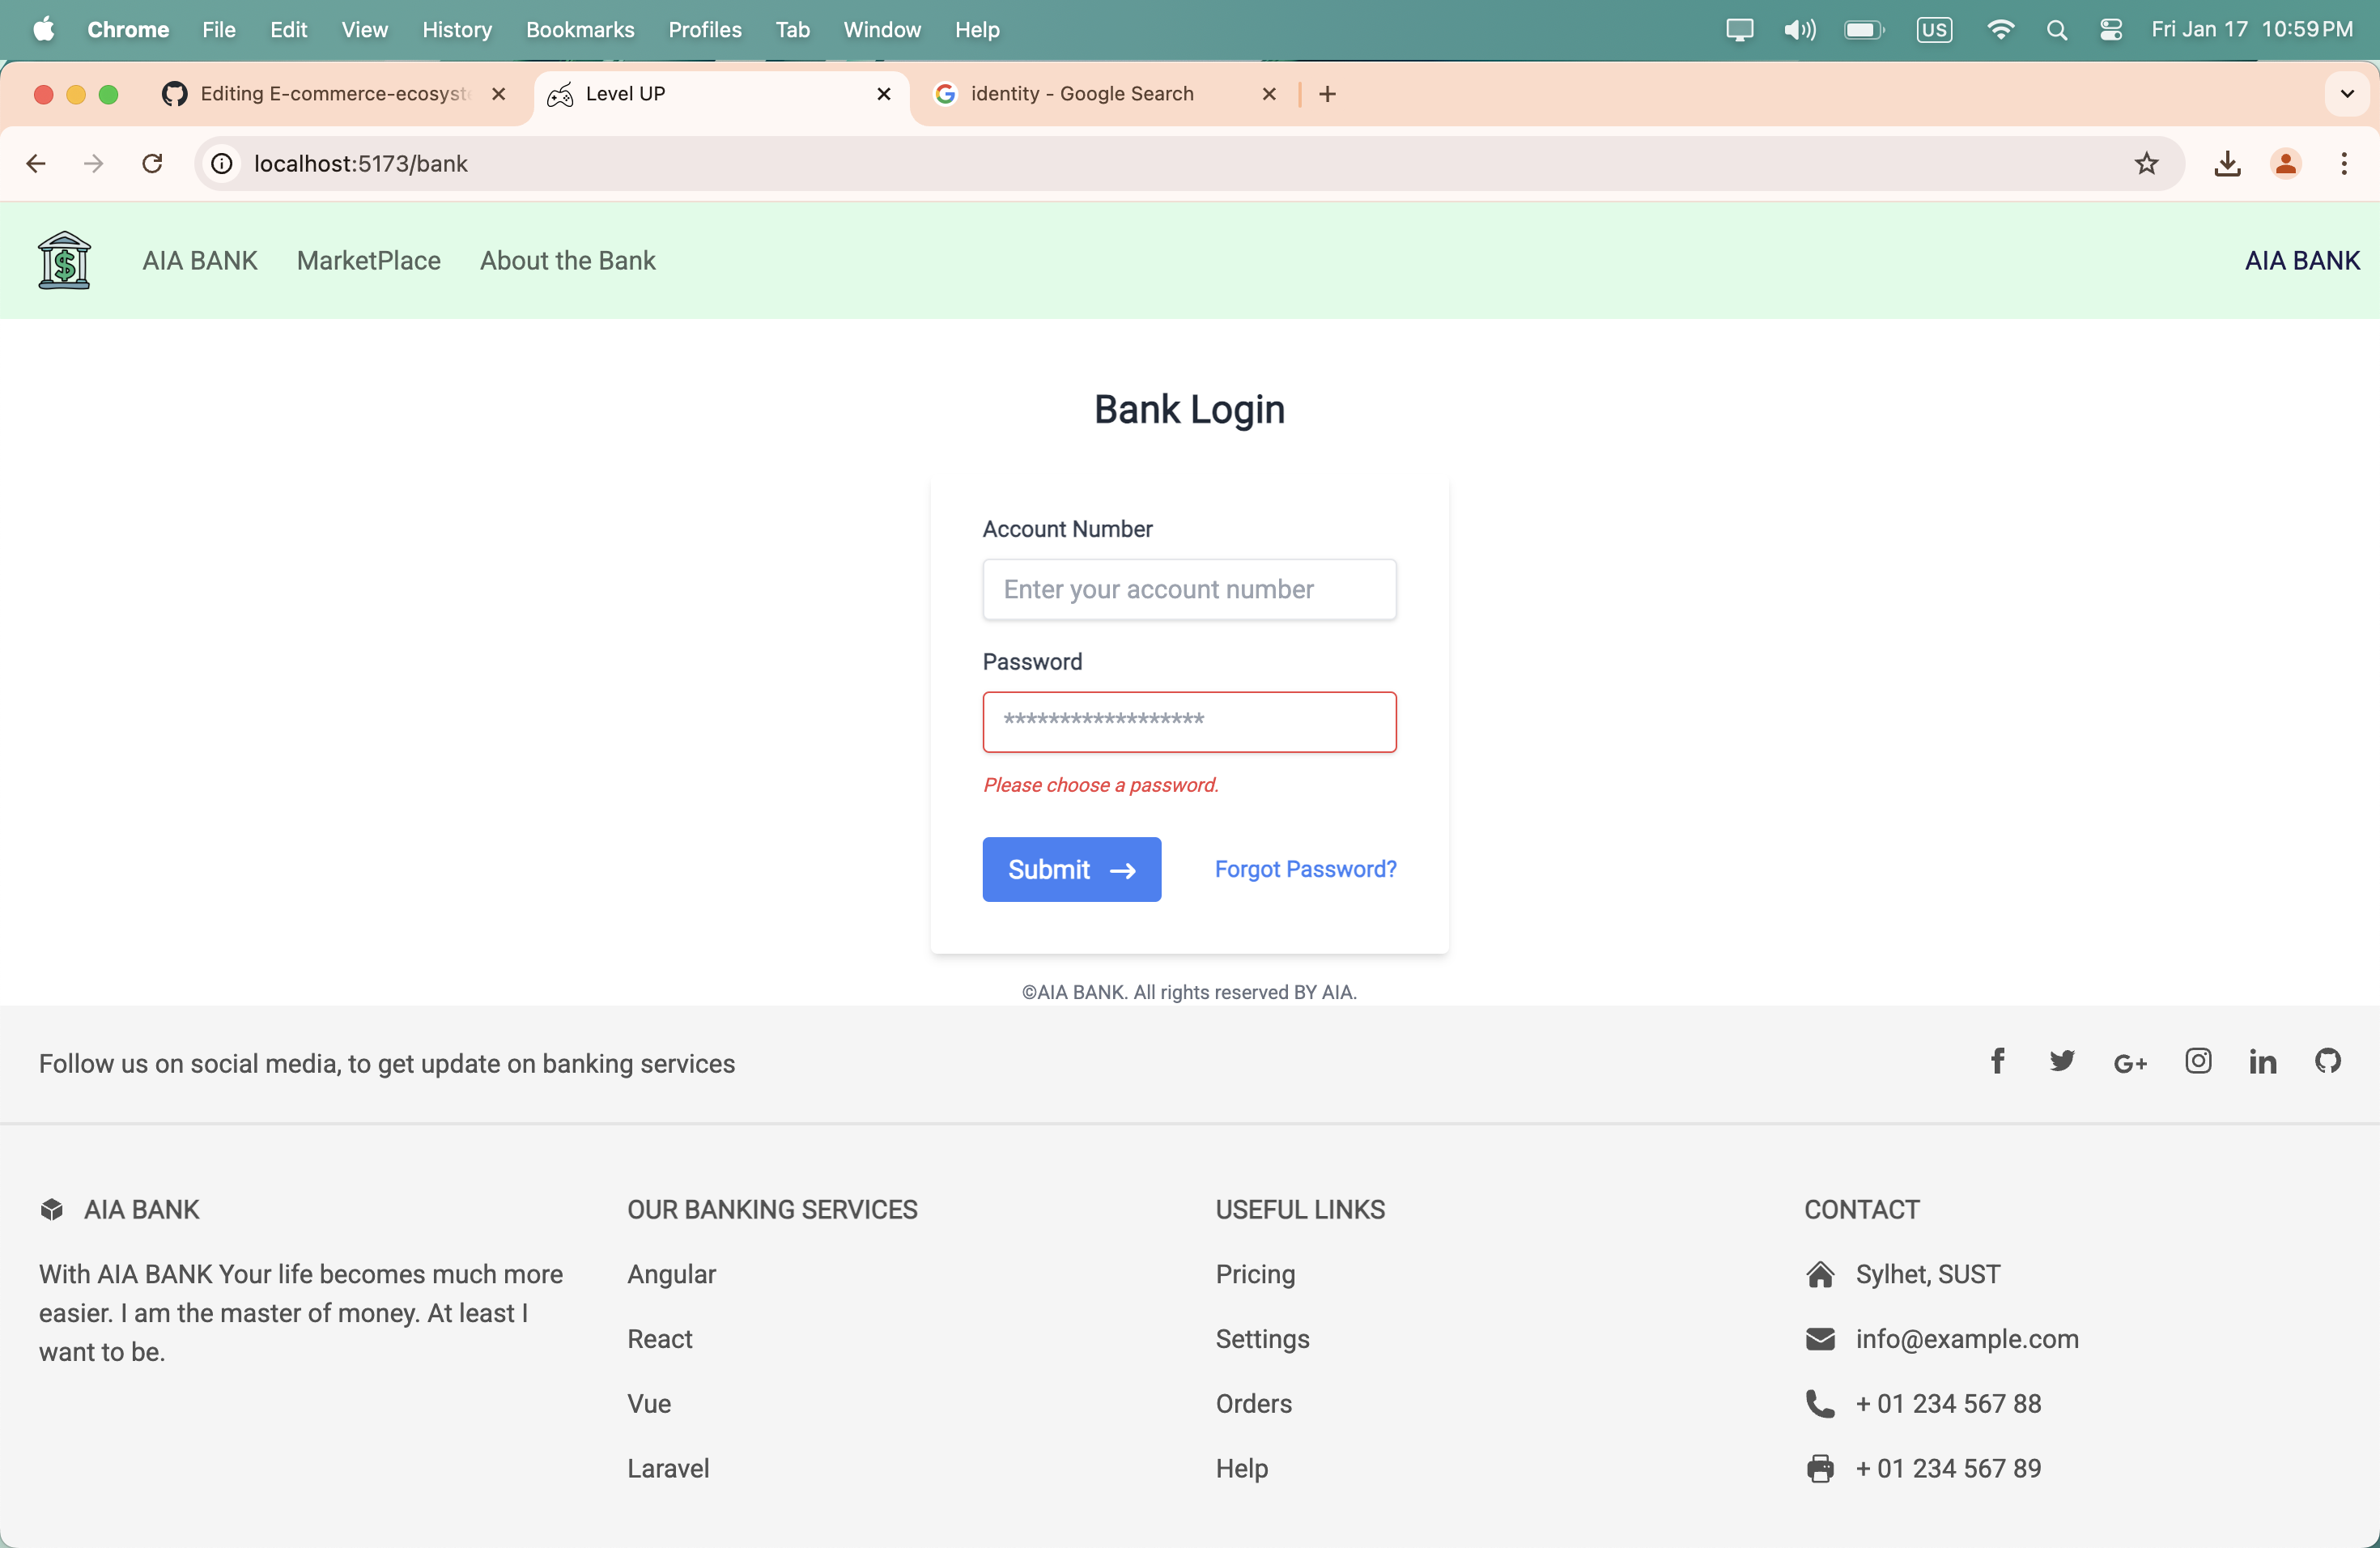 Chrome File Edit View History Bookmarks Profiles Tab Window Help US Fri Jan 17 10:59 PM
Editing E-commerce-ecosyste Level UP identity - Google Search
localhost:5173/bank
AIA BANK MarketPlace About the Bank AIA BANK
Bank Login
Account Number
Enter your account number
Password
******************
Please choose a password.
Submit → Forgot Password?
©AIA BANK. All rights reserved BY AIA.
Follow us on social media, to get update on banking services
AIA BANK
With AIA BANK Your life becomes much more
easier. I am the master of money. At least I
want to be.
OUR BANKING SERVICES
Angular
React
Vue
Laravel
USEFUL LINKS
Pricing
Settings
Orders
Help
CONTACT
Sylhet, SUST
info@example.com
+ 01 234 567 88
+ 01 234 567 89